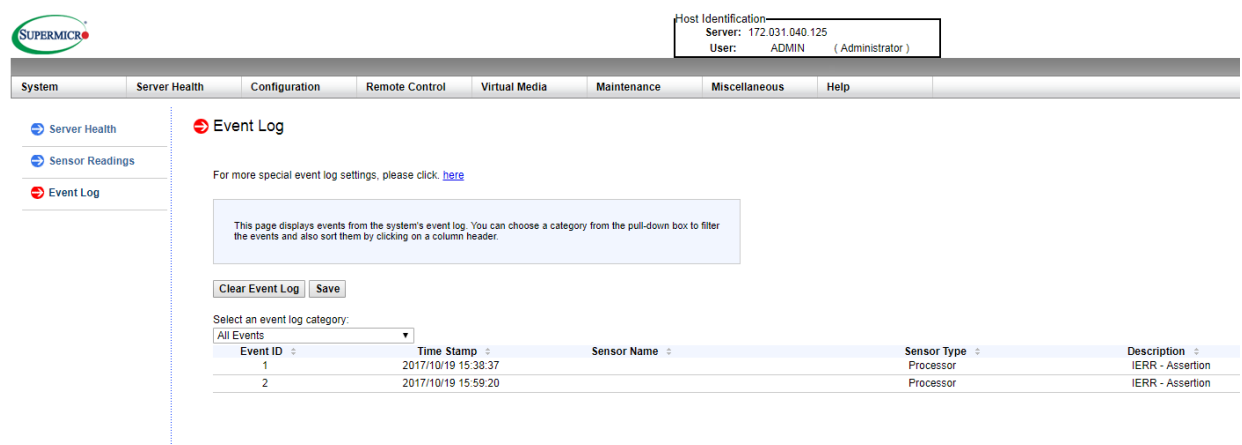 SUPERMICR
Host Identification
Server: 172.031.040.125
User: ADMIN ( Administrator )
System Server Health Configuration Remote Control Virtual Media Maintenance Miscellaneous Help
Server Health
Sensor Readings
Event Log
Event Log
For more special event log settings, please click. here
This page displays events from the system's event log. You can choose a category from the pull-down box to filter
the events and also sort them by clicking on a column header.
Clear Event Log Save
Select an event log category:
All Events
Event ID Time Stamp Sensor Name Sensor Type Description
1 2017/10/19 15:38:37 Processor IERR - Assertion
2 2017/10/19 15:59:20 Processor IERR - Assertion